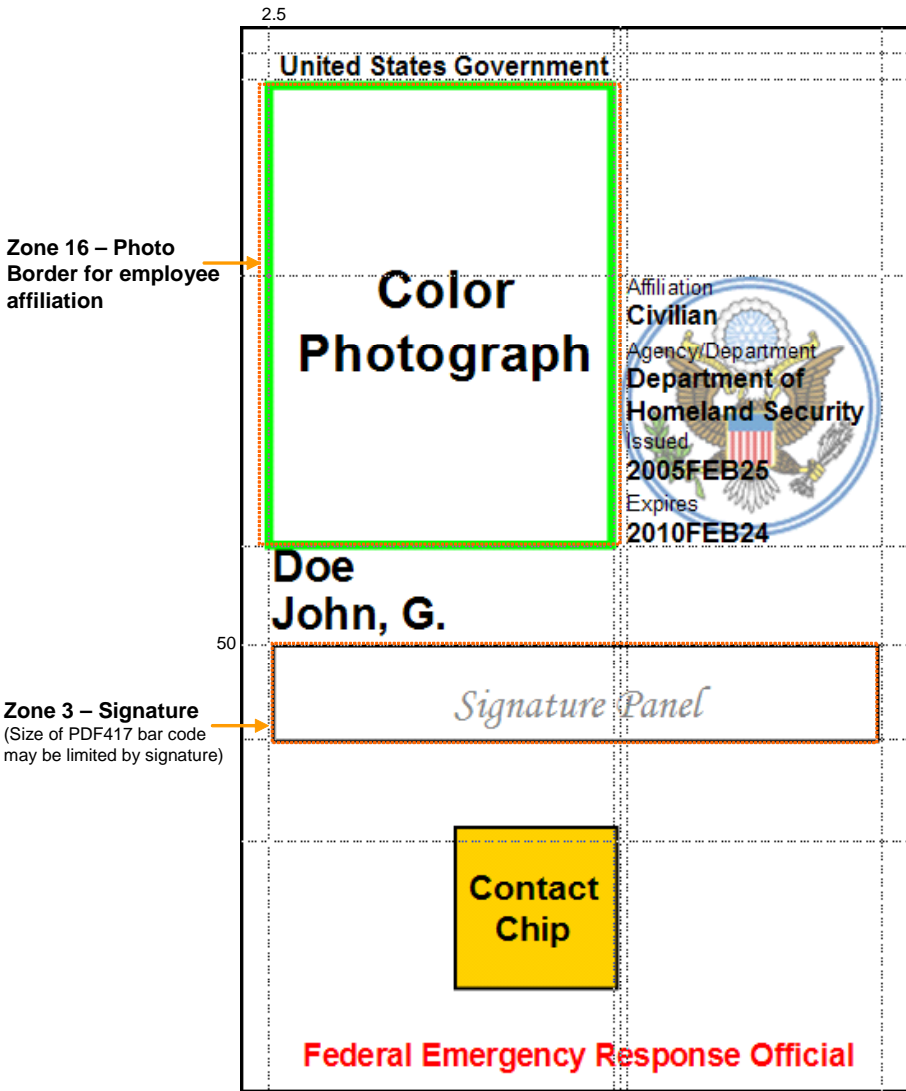 2.5
United States Government
Zone 16 – Photo
Border for employee
affiliation
Color
Photograph
Affiliation
Civilian
Agency/Department
Department of
Homeland Security
Issued
2005FEB25
Expires
2010FEB24
Doe
John, G.
50
Zone 3 – Signature
(Size of PDF417 bar code
may be limited by signature)
Signature Panel
Contact
Chip
Federal Emergency Response Official